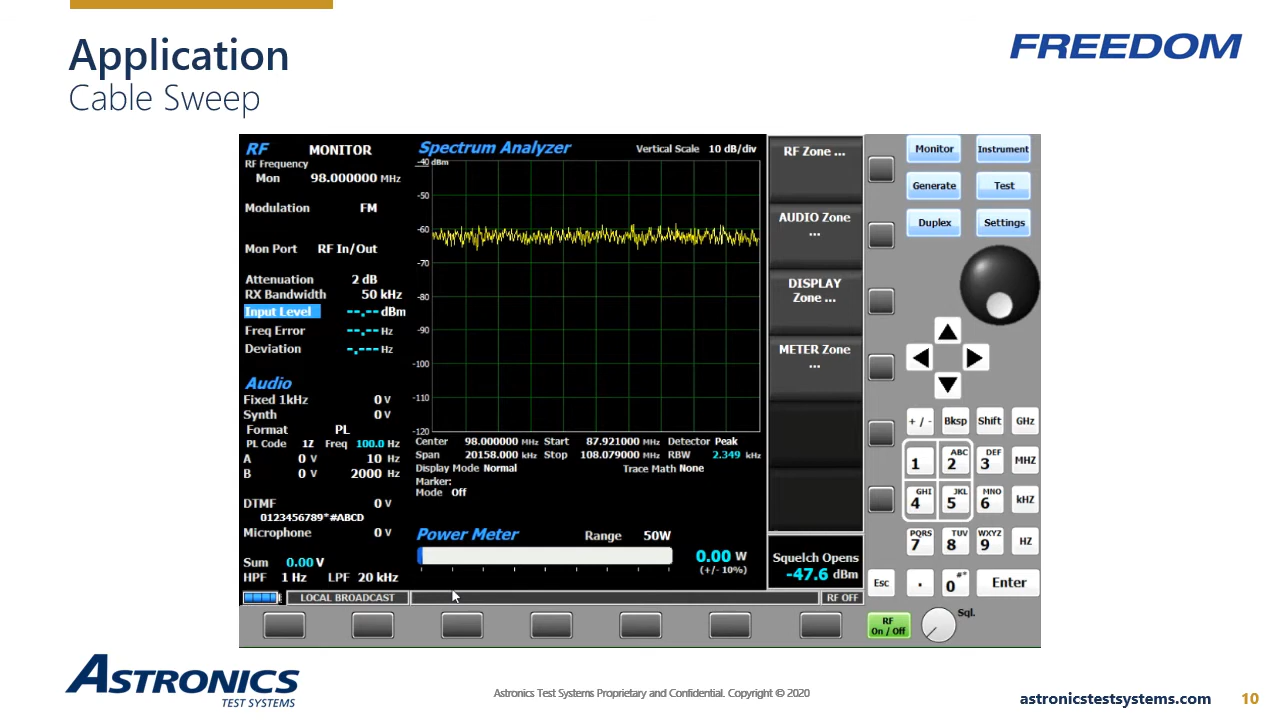 Application
Cable Sweep
FREEDOM
RF MONITOR
RF Frequency
Mon 98.000000 MHz
Modulation FM
Mon Port RF In/Out
Attenuation 2 dB
RX Bandwidth 50 kHz
Input Level --.-- dBm
Freq Error --.-- Hz
Deviation -.--- Hz
Audio
Fixed 1kHz 0 V
Synth 0 V
Format PL
PL Code 1Z Freq 100.0 Hz
A 0 V 10 Hz
B 0 V 2000 Hz
DTMF 0 V
0123456789*#ABCD
Microphone 0 V
Sum 0.00 V
HPF 1 Hz LPF 20 kHz
Spectrum Analyzer Vertical Scale 10 dB/div
-40 dBm
-50
-60
-70
-80
-90
-100
-110
-120
Center 98.000000 MHz Start 87.921000 MHz Detector Peak
Span 20158.000 kHz Stop 108.079000 MHz RBW 2.349 kHz
Display Mode Normal Trace Math None
Marker:
Mode Off
Power Meter Range 50W
0.00 W
(+/- 10%)
RF Zone ...
AUDIO Zone
...
DISPLAY
Zone ...
METER Zone
...
Squelch Opens
-47.6 dBm
LOCAL BROADCAST RF OFF
Monitor Instrument
Generate Test
Duplex Settings
+ / - Bksp Shift GHz
1 ABC 2 DEF 3 MHZ
GHI 4 JKL 5 MNO 6 kHZ
PQRS 7 TUV 8 WXYZ 9 HZ
Esc . 0 #* Enter
RF
On / Off
Sql.
ASTRONICS
TEST SYSTEMS
Astronics Test Systems Proprietary and Confidential. Copyright © 2020
astronicstestsystems.com 10